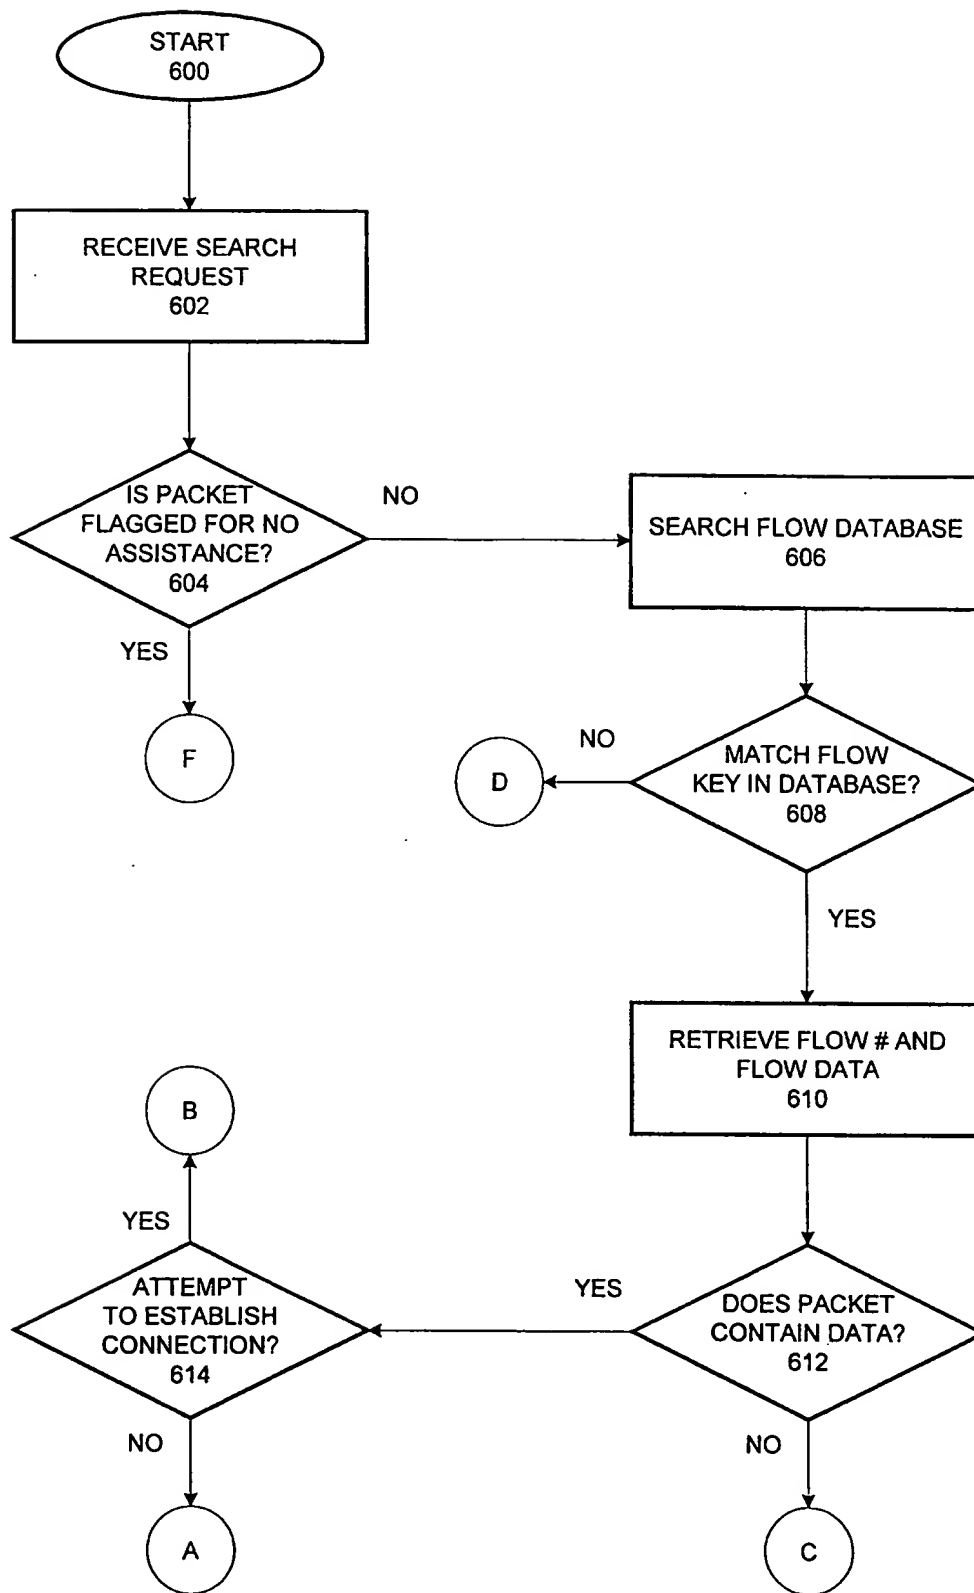 START
600
RECEIVE SEARCH
REQUEST
602
IS PACKET
FLAGGED FOR NO
ASSISTANCE?
604
NO
YES
F
SEARCH FLOW DATABASE
606
MATCH FLOW
KEY IN DATABASE?
608
NO
D
YES
RETRIEVE FLOW # AND
FLOW DATA
610
DOES PACKET
CONTAIN DATA?
612
YES
NO
C
ATTEMPT
TO ESTABLISH
CONNECTION?
614
YES
B
NO
A